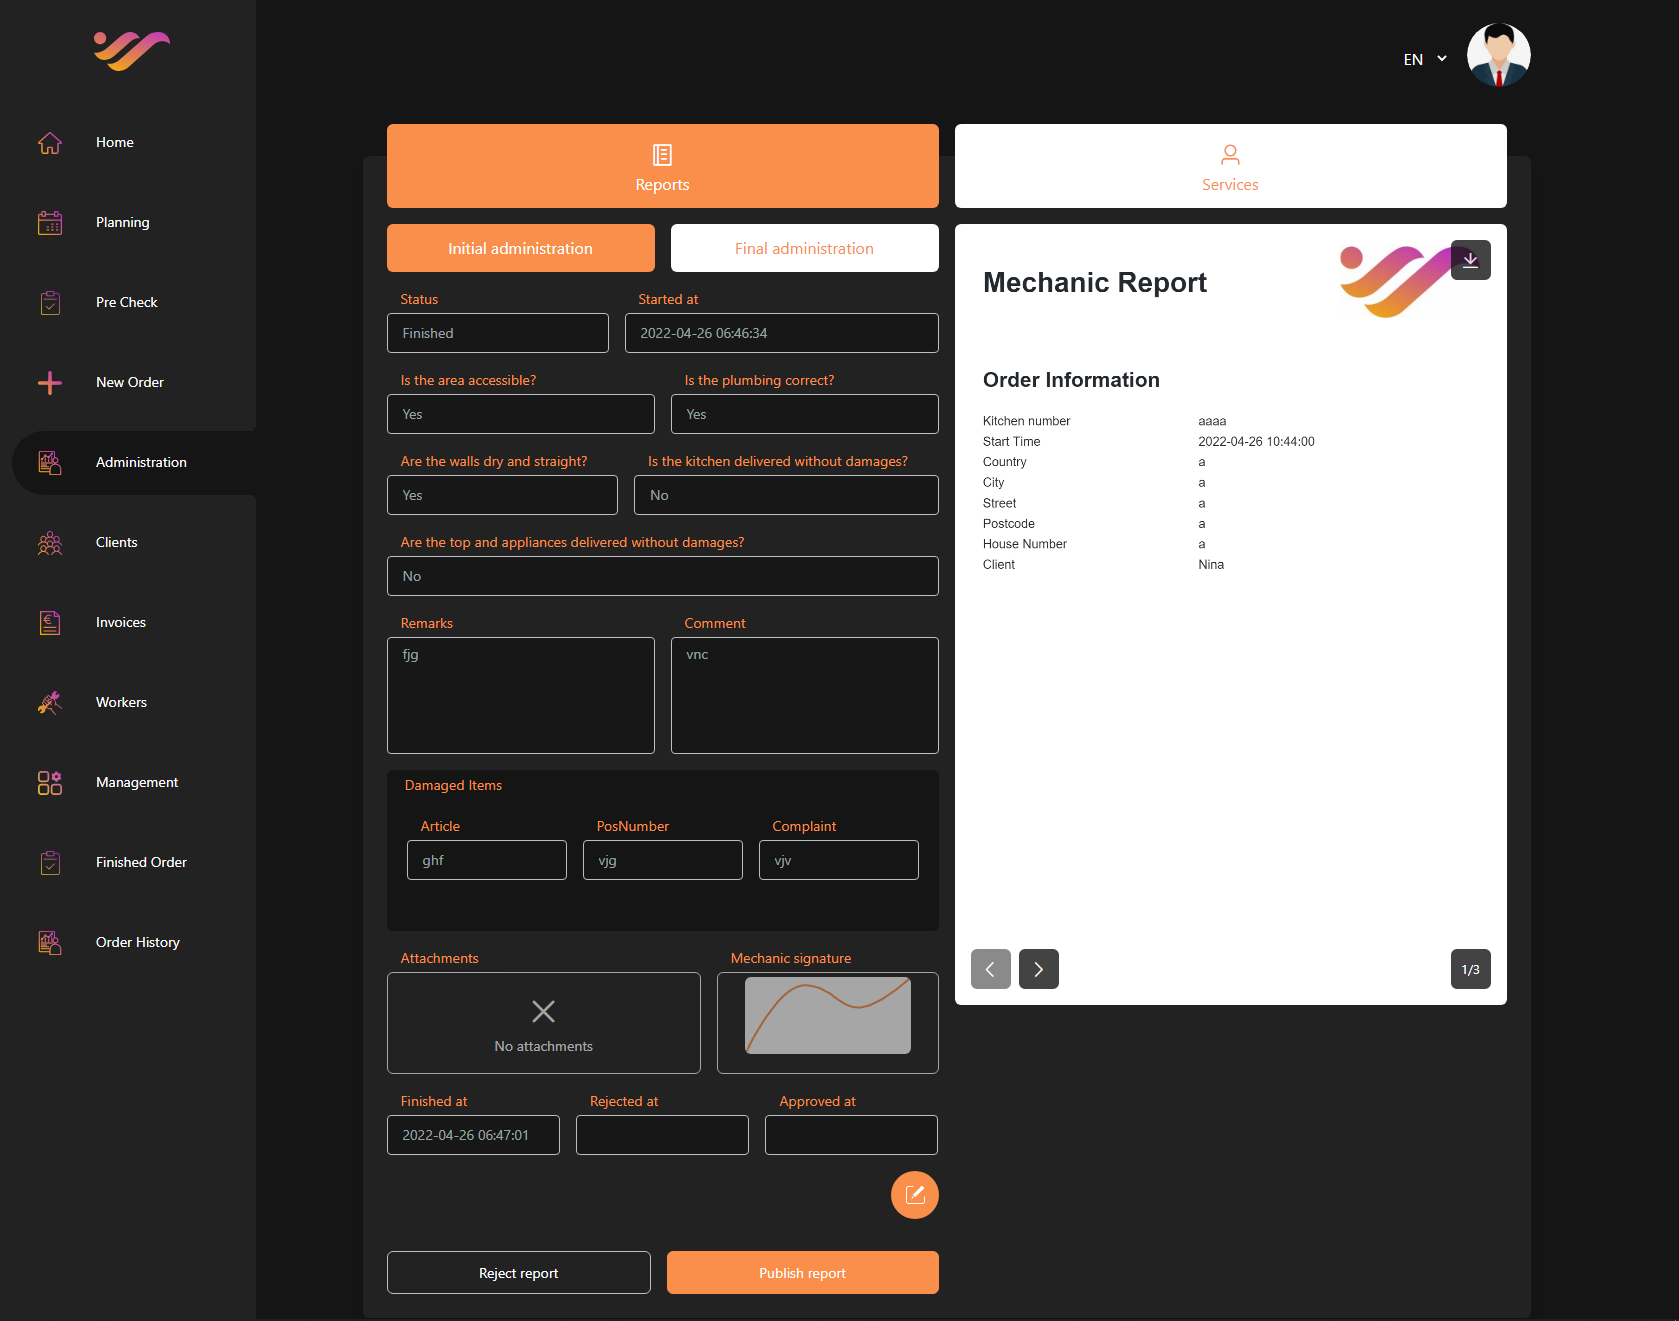 EN
Home
Planning
Pre Check
New Order
Administration
Clients
Invoices
Workers
Management
Finished Order
Order History
Reports
Services
Initial administration
Final administration
Status
Started at
Finished
2022-04-26 06:46:34
Is the area accessible?
Is the plumbing correct?
Yes
Yes
Are the walls dry and straight?
Is the kitchen delivered without damages?
Yes
No
Are the top and appliances delivered without damages?
No
Remarks
Comment
fjg
vnc
Damaged Items
Article
PosNumber
Complaint
ghf
vjg
vjv
Attachments
Mechanic signature
No attachments
Finished at
Rejected at
Approved at
2022-04-26 06:47:01
Reject report
Publish report
Mechanic Report
Order Information
Kitchen number aaaa
Start Time 2022-04-26 10:44:00
Country a
City a
Street a
Postcode a
House Number a
Client Nina
1/3